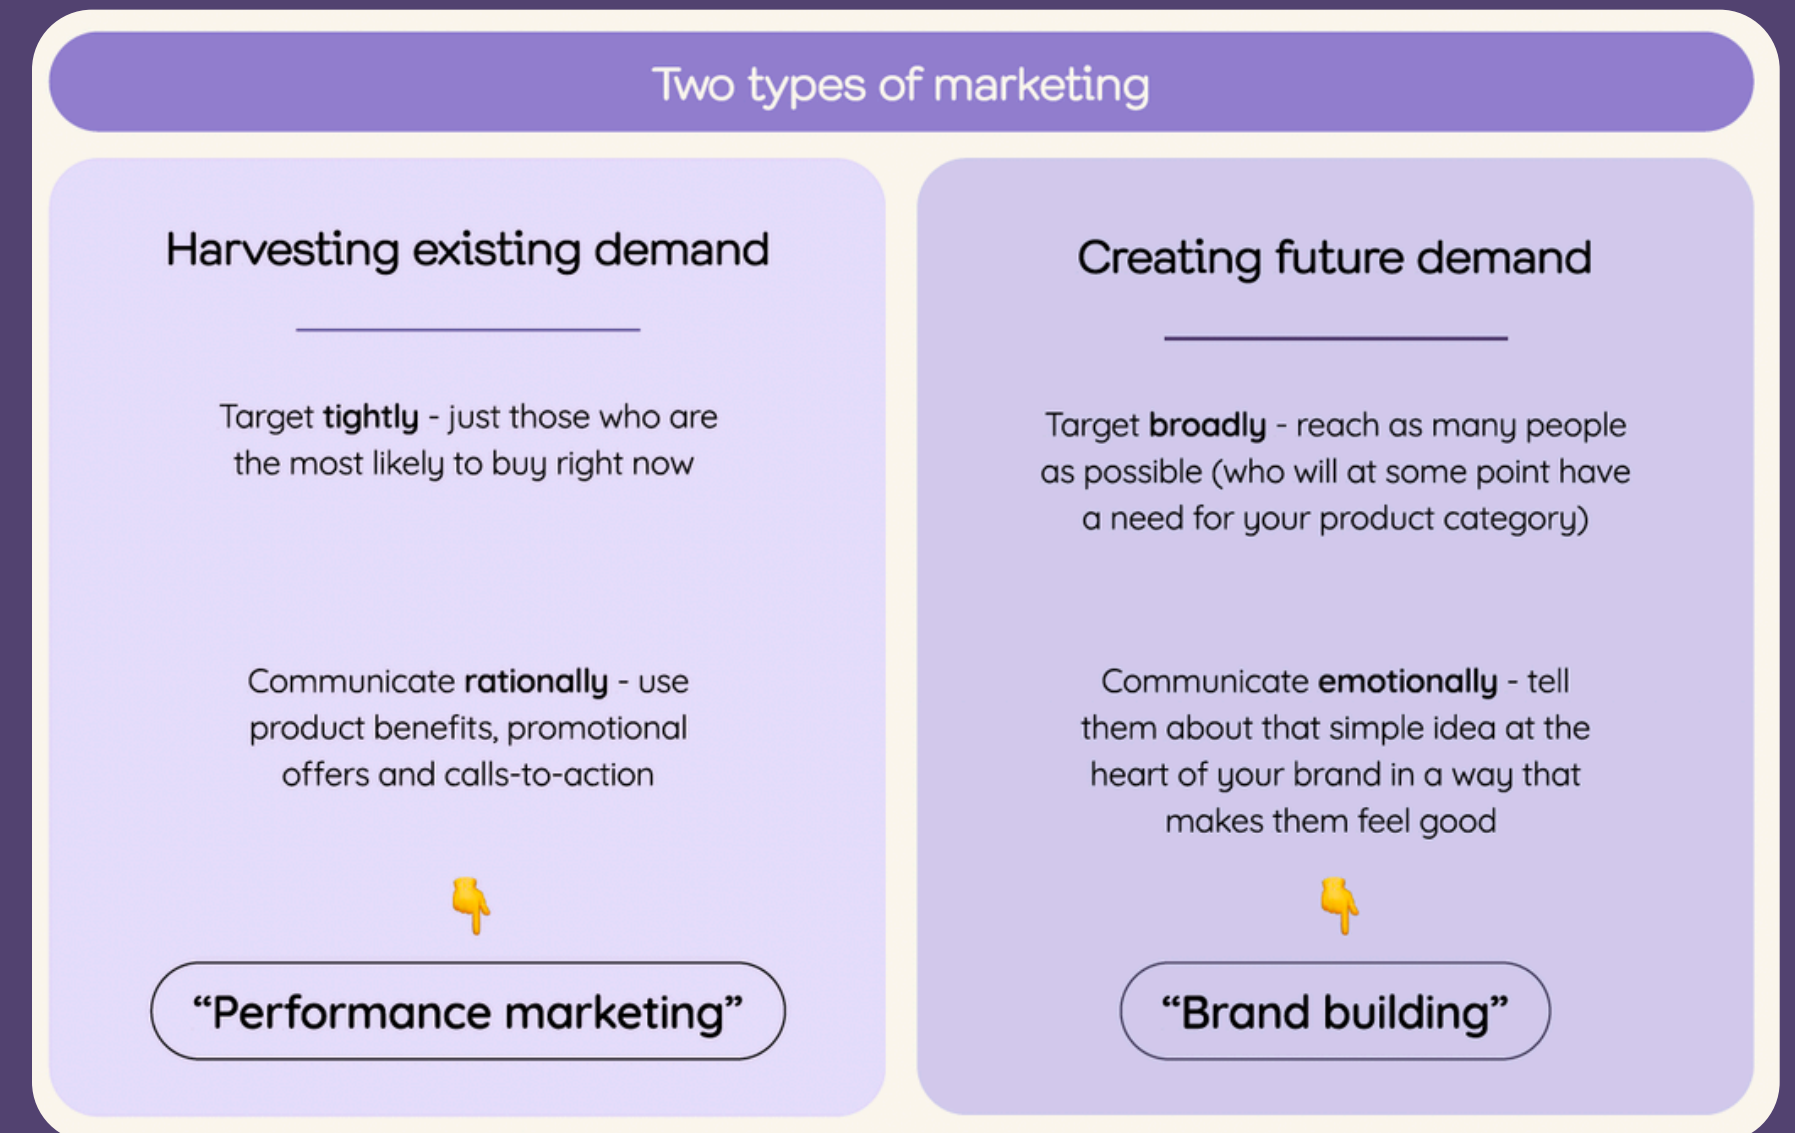 Two types of marketing
Harvesting existing demand
Target tightly - just those who are
the most likely to buy right now
Communicate rationally - use
product benefits, promotional
offers and calls-to-action
“Performance marketing”
Creating future demand
Target broadly - reach as many people
as possible (who will at some point have
a need for your product category)
Communicate emotionally - tell
them about that simple idea at the
heart of your brand in a way that
makes them feel good
“Brand building”